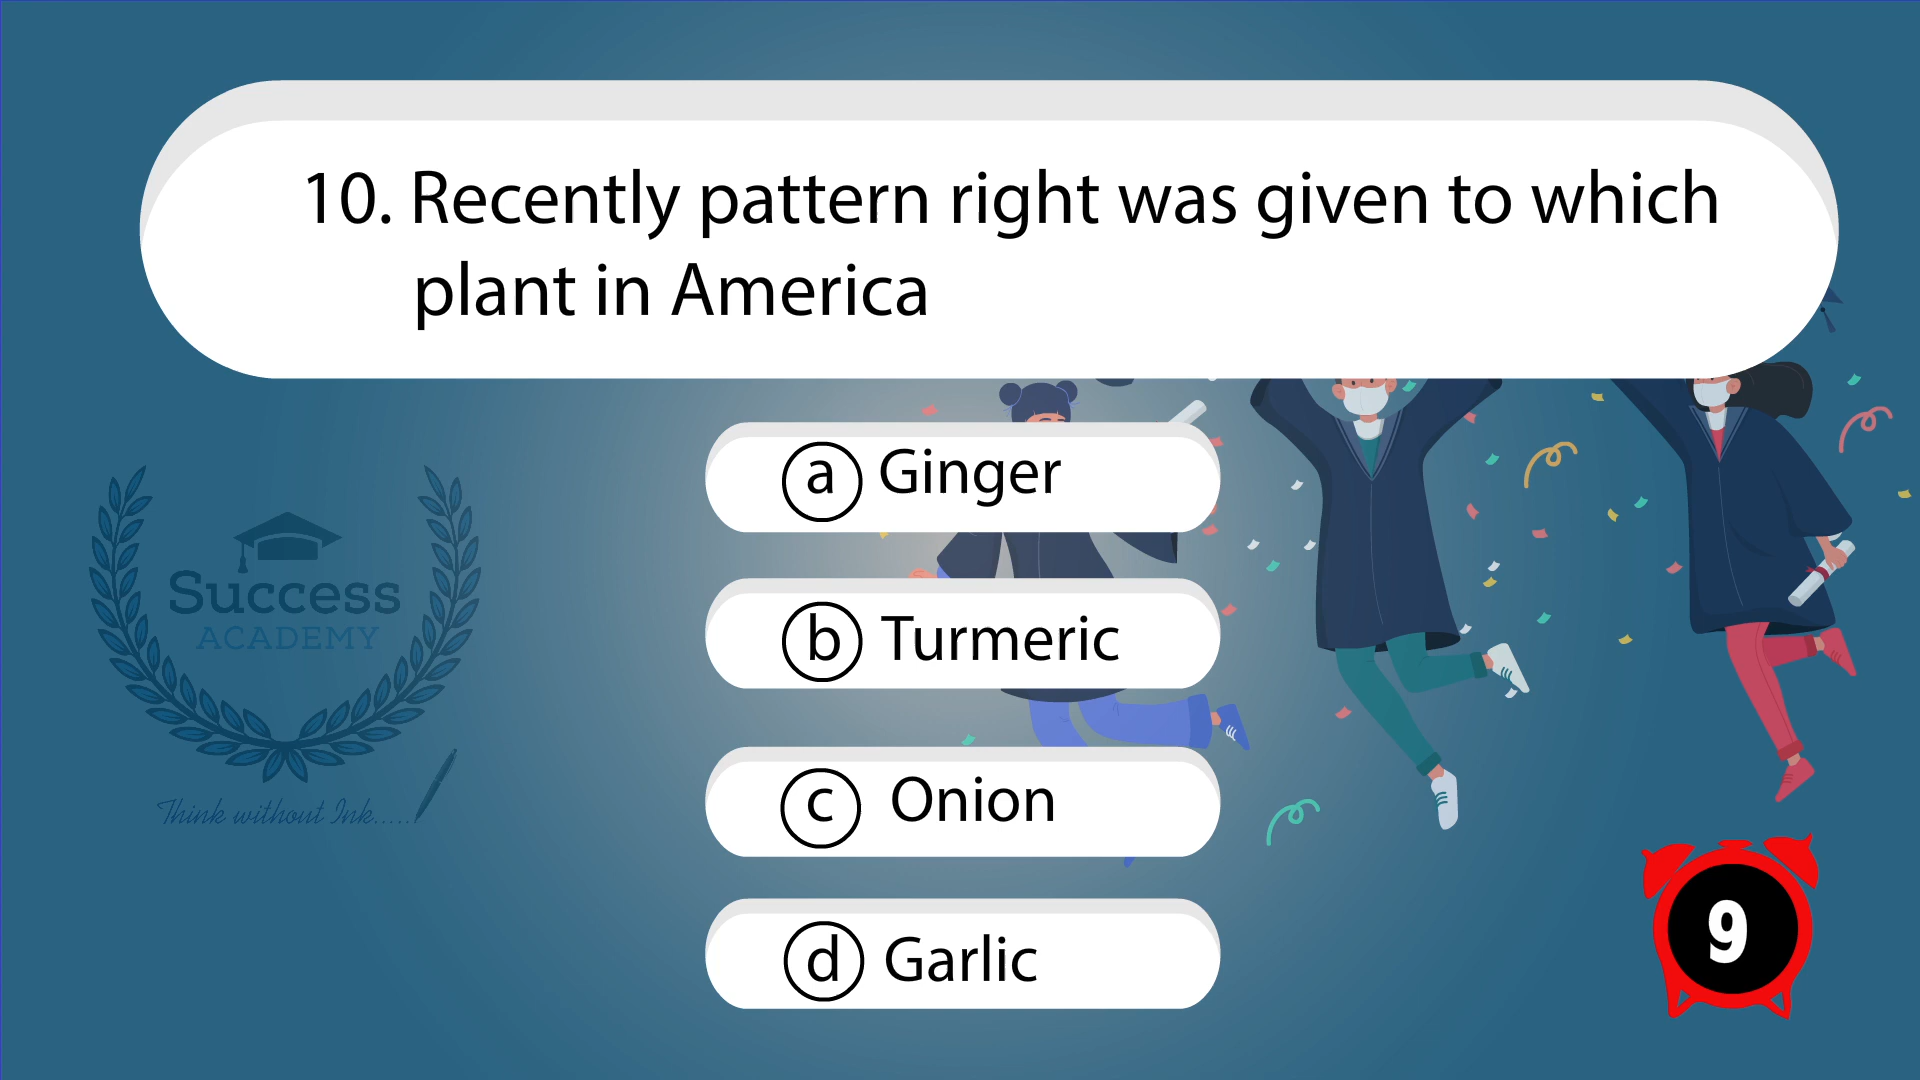 10. Recently pattern right was given to which
plant in America
a Ginger
b Turmeric
c Onion
d Garlic
Success
ACADEMY
Think without Ink.....
9